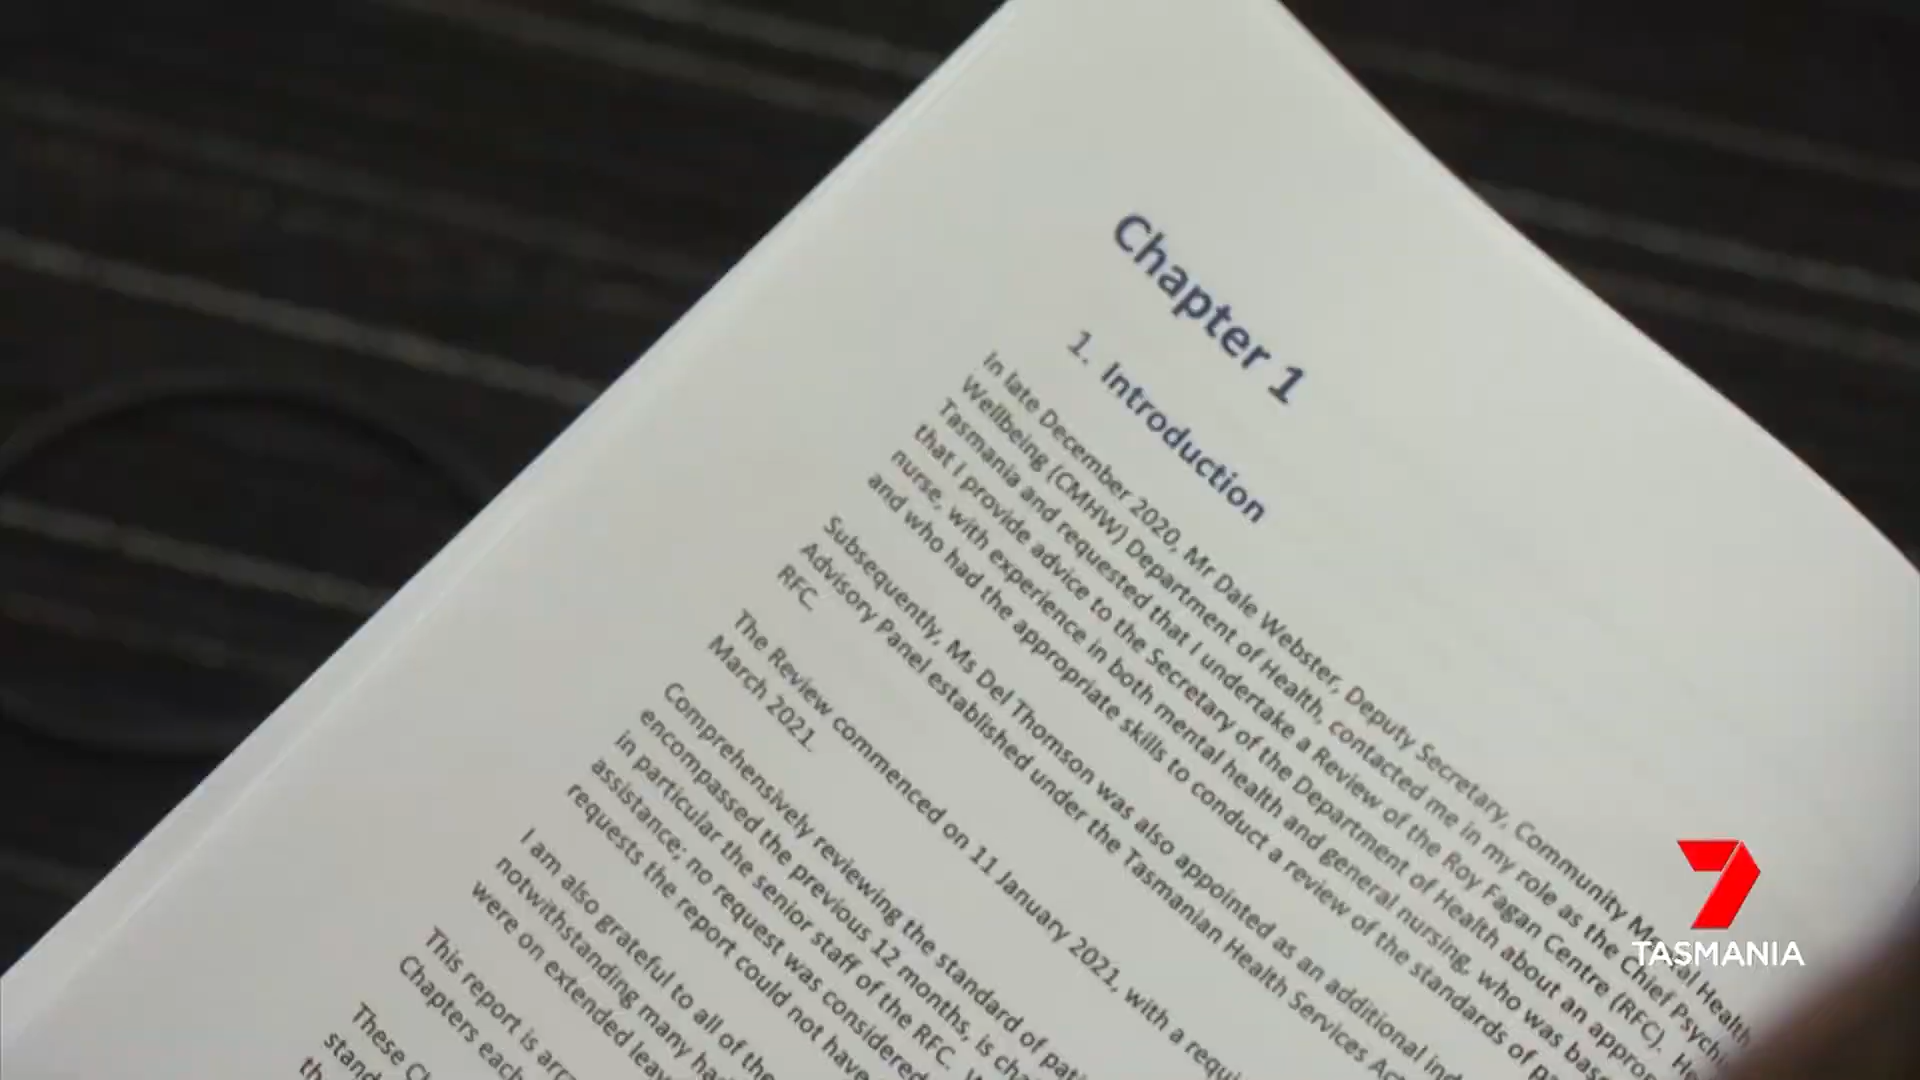 Chapter 1
1. Introduction
In late December 2020, Mr Dale Webster, Deputy Secretary, Community Mental Health
Wellbeing (CMHW) Department of Health, contacted me in my role as the Chief
Tasmania and requested that I undertake a Review of the Roy Fagan Centre (RFC). He
that I provide advice to the Secretary of the Department of Health about an
nurse, with experience in both mental health and general nursing, who was
and who had the appropriate skills to conduct a review of the standards of
Subsequently, Ms Del Thomson was also appointed as an additional
Advisory Panel established under the Tasmanian Health Services Act
RFC.
The Review commenced on 11 January 2021, with a
March 2021.
Comprehensively reviewing the standard of
encompassed the previous 12 months, is
in particular the senior staff of the RFC.
assistance; no request was considered
requests the report could not have
I am also grateful to all of the
notwithstanding many
were on extended
This report is
Chapters each
These
7
TASMANIA